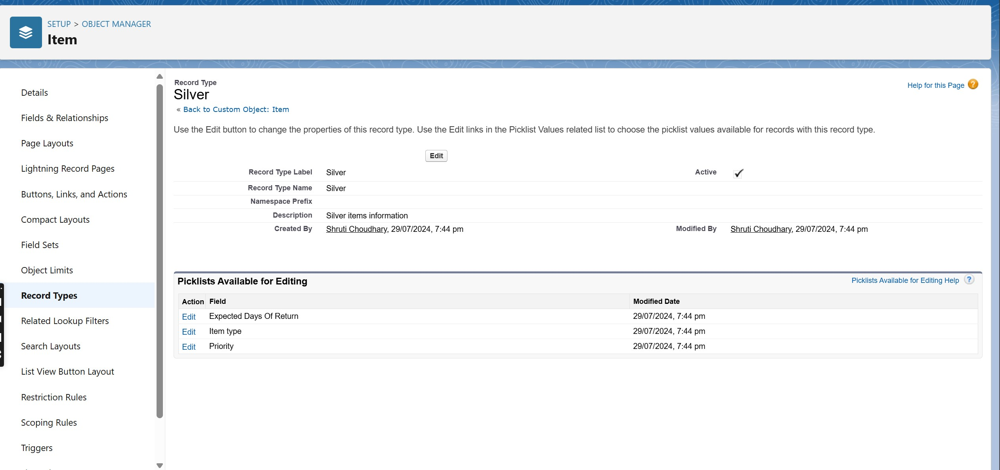 SETUP > OBJECT MANAGER
Item
Details
Fields & Relationships
Page Layouts
Lightning Record Pages
Buttons, Links, and Actions
Compact Layouts
Field Sets
Object Limits
Record Types
Related Lookup Filters
Search Layouts
List View Button Layout
Restriction Rules
Scoping Rules
Triggers
Record Type
Silver
« Back to Custom Object: Item
Help for this Page
Use the Edit button to change the properties of this record type. Use the Edit links in the Picklist Values related list to choose the picklist values available for records with this record type.
Edit
Record Type Label Silver Active
Record Type Name Silver
Namespace Prefix
Description Silver items information
Created By Shruti Choudhary, 29/07/2024, 7:44 pm Modified By Shruti Choudhary, 29/07/2024, 7:44 pm
Picklists Available for Editing Picklists Available for Editing Help ?
Action Field Modified Date
Edit Expected Days Of Return 29/07/2024, 7:44 pm
Edit Item type 29/07/2024, 7:44 pm
Edit Priority 29/07/2024, 7:44 pm